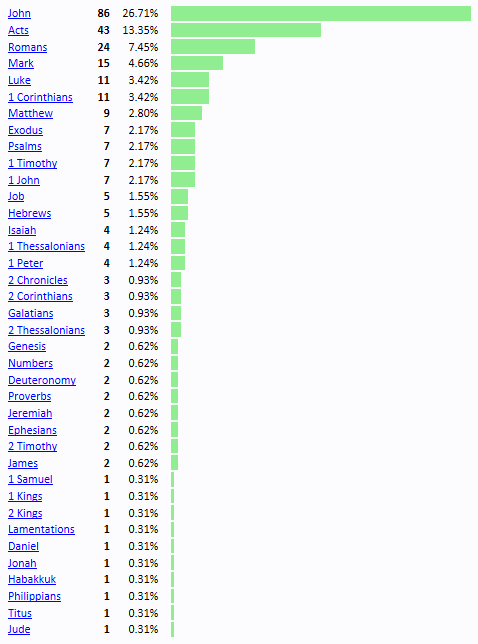 John 86 26.71%
Acts 43 13.35%
Romans 24 7.45%
Mark 15 4.66%
Luke 11 3.42%
1 Corinthians 11 3.42%
Matthew 9 2.80%
Exodus 7 2.17%
Psalms 7 2.17%
1 Timothy 7 2.17%
1 John 7 2.17%
Job 5 1.55%
Hebrews 5 1.55%
Isaiah 4 1.24%
1 Thessalonians 4 1.24%
1 Peter 4 1.24%
2 Chronicles 3 0.93%
2 Corinthians 3 0.93%
Galatians 3 0.93%
2 Thessalonians 3 0.93%
Genesis 2 0.62%
Numbers 2 0.62%
Deuteronomy 2 0.62%
Proverbs 2 0.62%
Jeremiah 2 0.62%
Ephesians 2 0.62%
2 Timothy 2 0.62%
James 2 0.62%
1 Samuel 1 0.31%
1 Kings 1 0.31%
2 Kings 1 0.31%
Lamentations 1 0.31%
Daniel 1 0.31%
Jonah 1 0.31%
Habakkuk 1 0.31%
Philippians 1 0.31%
Titus 1 0.31%
Jude 1 0.31%